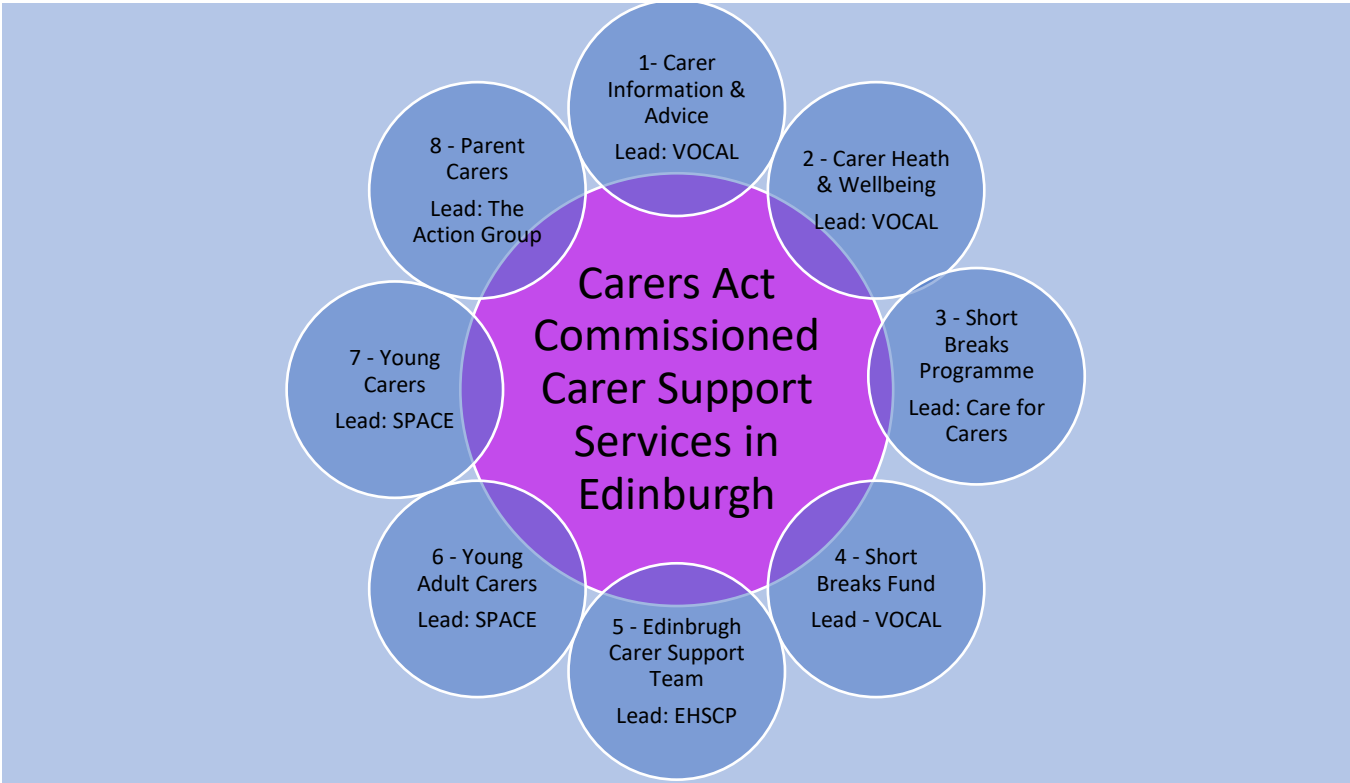 1- Carer
Information &
Advice
Lead: VOCAL
2 - Carer Heath
& Wellbeing
Lead: VOCAL
3 - Short
Breaks
Programme
Lead: Care for
Carers
4 - Short
Breaks Fund
Lead - VOCAL
5 - Edinbrugh
Carer Support
Team
Lead: EHSCP
6 - Young
Adult Carers
Lead: SPACE
7 - Young
Carers
Lead: SPACE
8 - Parent
Carers
Lead: The
Action Group
Carers Act
Commissioned
Carer Support
Services in
Edinburgh